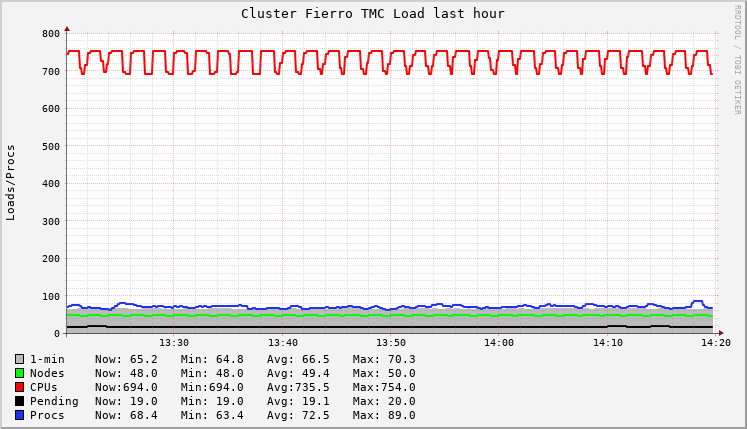 Cluster Fierro TMC Load last hour
RRDTOOL / TOBI OETIKER
Loads/Procs
800
700
600
500
400
300
200
100
0
13:30 13:40 13:50 14:00 14:10 14:20
1-min Now: 65.2 Min: 64.8 Avg: 66.5 Max: 70.3
Nodes Now: 48.0 Min: 48.0 Avg: 49.4 Max: 50.0
CPUs Now:694.0 Min:694.0 Avg:735.5 Max:754.0
Pending Now: 19.0 Min: 19.0 Avg: 19.1 Max: 20.0
Procs Now: 68.4 Min: 63.4 Avg: 72.5 Max: 89.0